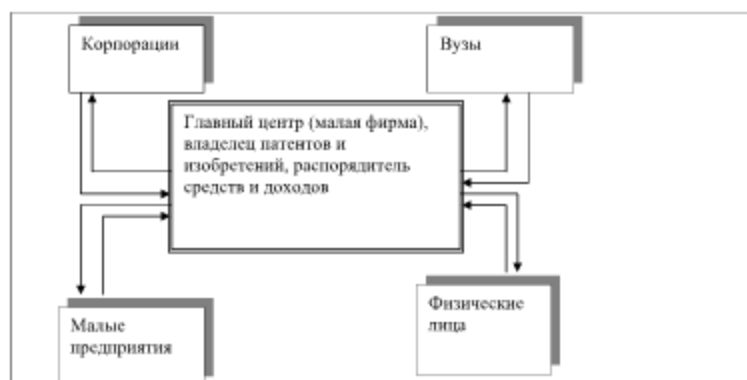 Корпорации
Вузы
Главный центр (малая фирма),
владелец патентов и
изобретений, распорядитель
средств и доходов
Малые
предприятия
Физические
лица